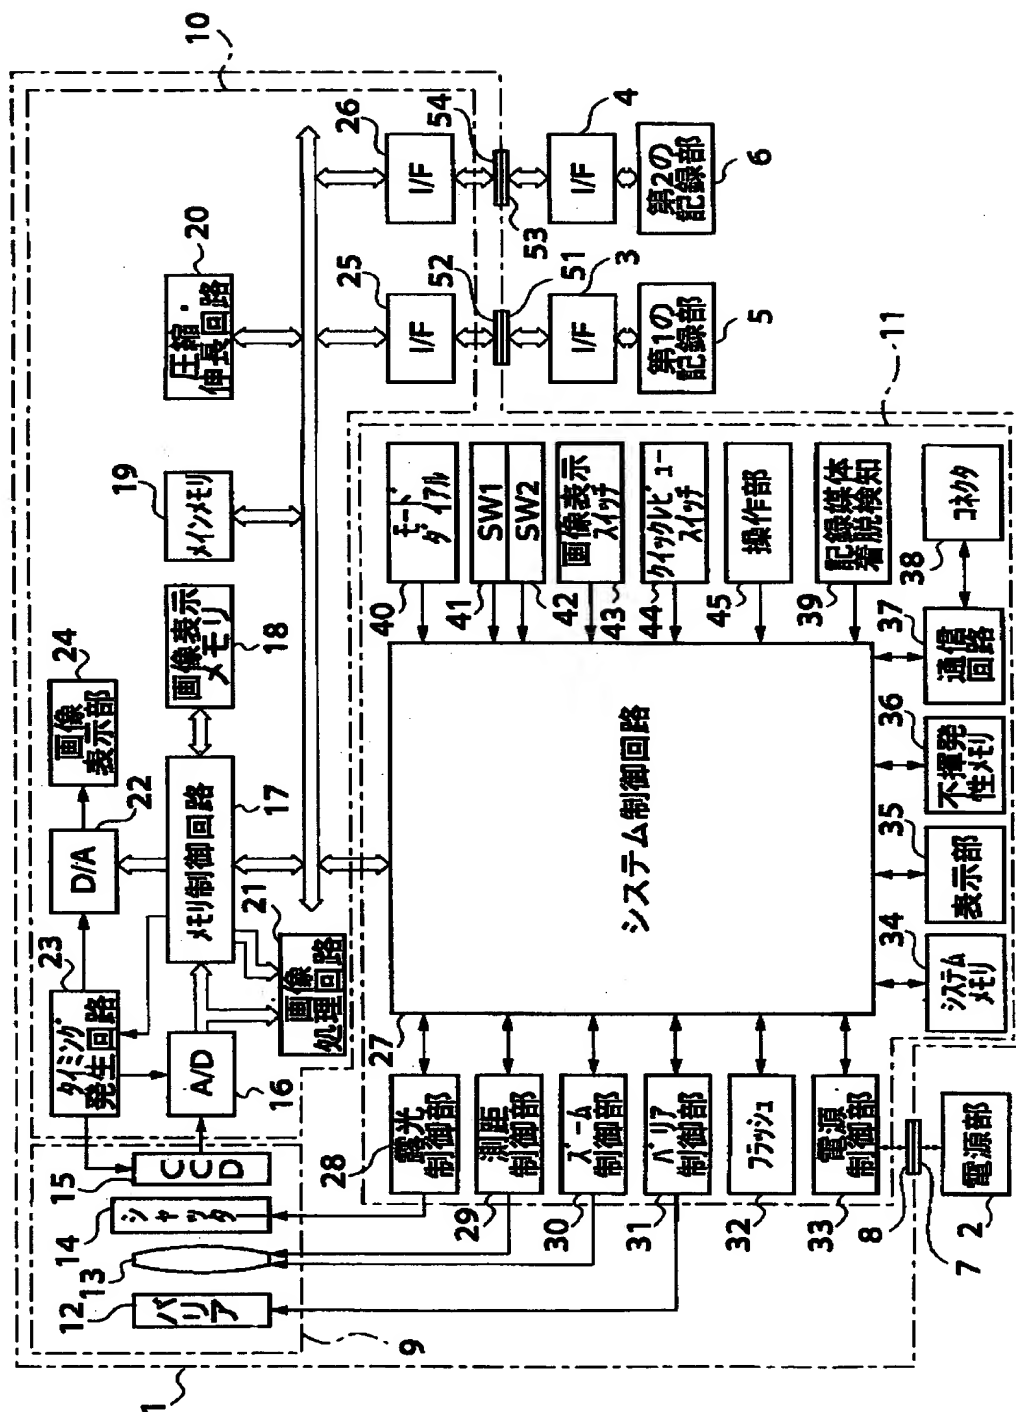 1
15
CCD
14
シャッタ
13
12
バリア
9
23
タイミング
発生回路
D/A
22
画像
表示部
24
A/D
16
メモリ制御回路
17
画像表示
メモリ
18
19
メインメモリ
圧縮・
伸長回路
20
10
画像
処理回路
21
25
I/F
26
I/F
52
51
54
53
I/F
3
I/F
4
第1の
記録部
5
第2の
記録部
6
28
露光
制御部
測距
制御部
29
ズーム
制御部
30
バリア
制御部
31
フラッシュ
32
電源
制御部
33
27
システム制御回路
40
モード
ダイアル
41
SW1
SW2
42
画像表示
スイッチ
43
クイックレビュー
スイッチ
44
操作部
45
記録媒体
着脱検知
39
11
8
7
電源部
2
34
システム
メモリ
35
表示部
36
不揮発
性メモリ
37
通信
回路
38
コネクタ